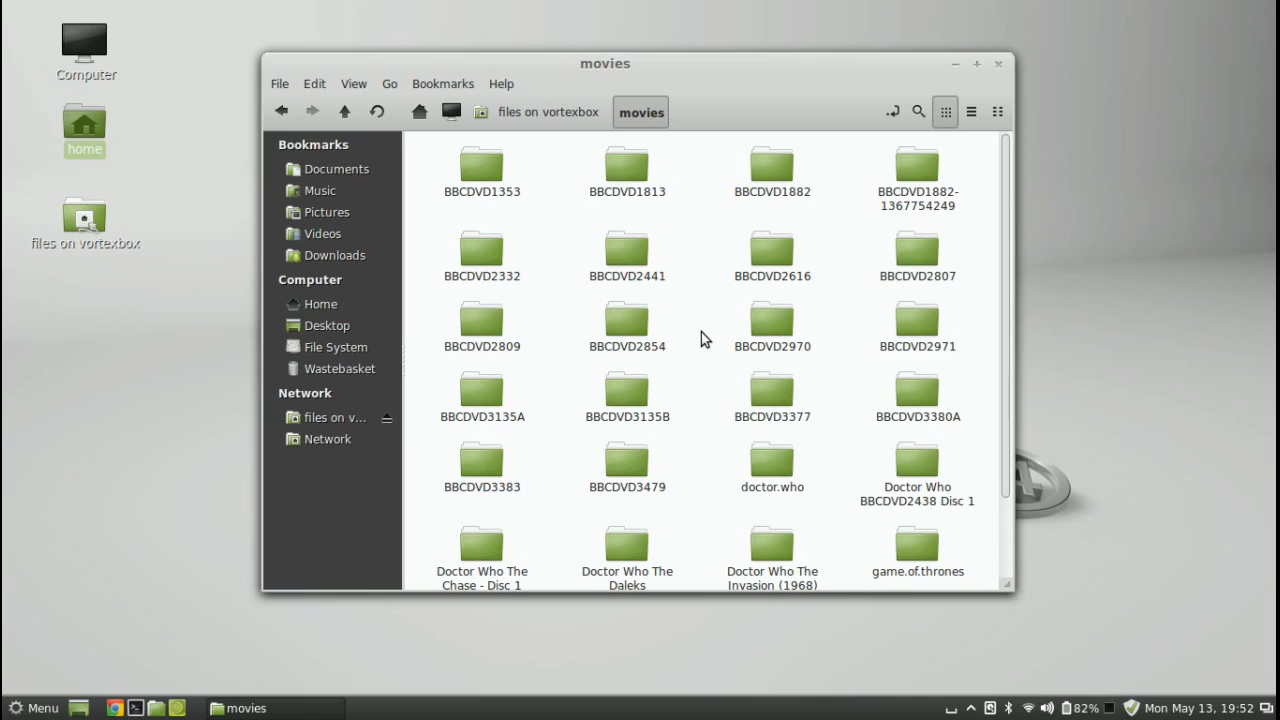 Computer
home
files on vortexbox
movies
File Edit View Go Bookmarks Help
files on vortexbox movies
Bookmarks
Documents
Music
Pictures
Videos
Downloads
Computer
Home
Desktop
File System
Wastebasket
Network
files on v...
Network
BBCDVD1353 BBCDVD1813 BBCDVD1882 BBCDVD1882-
1367754249
BBCDVD2332 BBCDVD2441 BBCDVD2616 BBCDVD2807
BBCDVD2809 BBCDVD2854 BBCDVD2970 BBCDVD2971
BBCDVD3135A BBCDVD3135B BBCDVD3377 BBCDVD3380A
BBCDVD3383 BBCDVD3479 doctor.who Doctor Who
BBCDVD2438 Disc 1
Doctor Who The Doctor Who The Doctor Who The game.of.thrones
Chase - Disc 1 Daleks Invasion (1968)
Menu movies 82% Mon May 13, 19:52